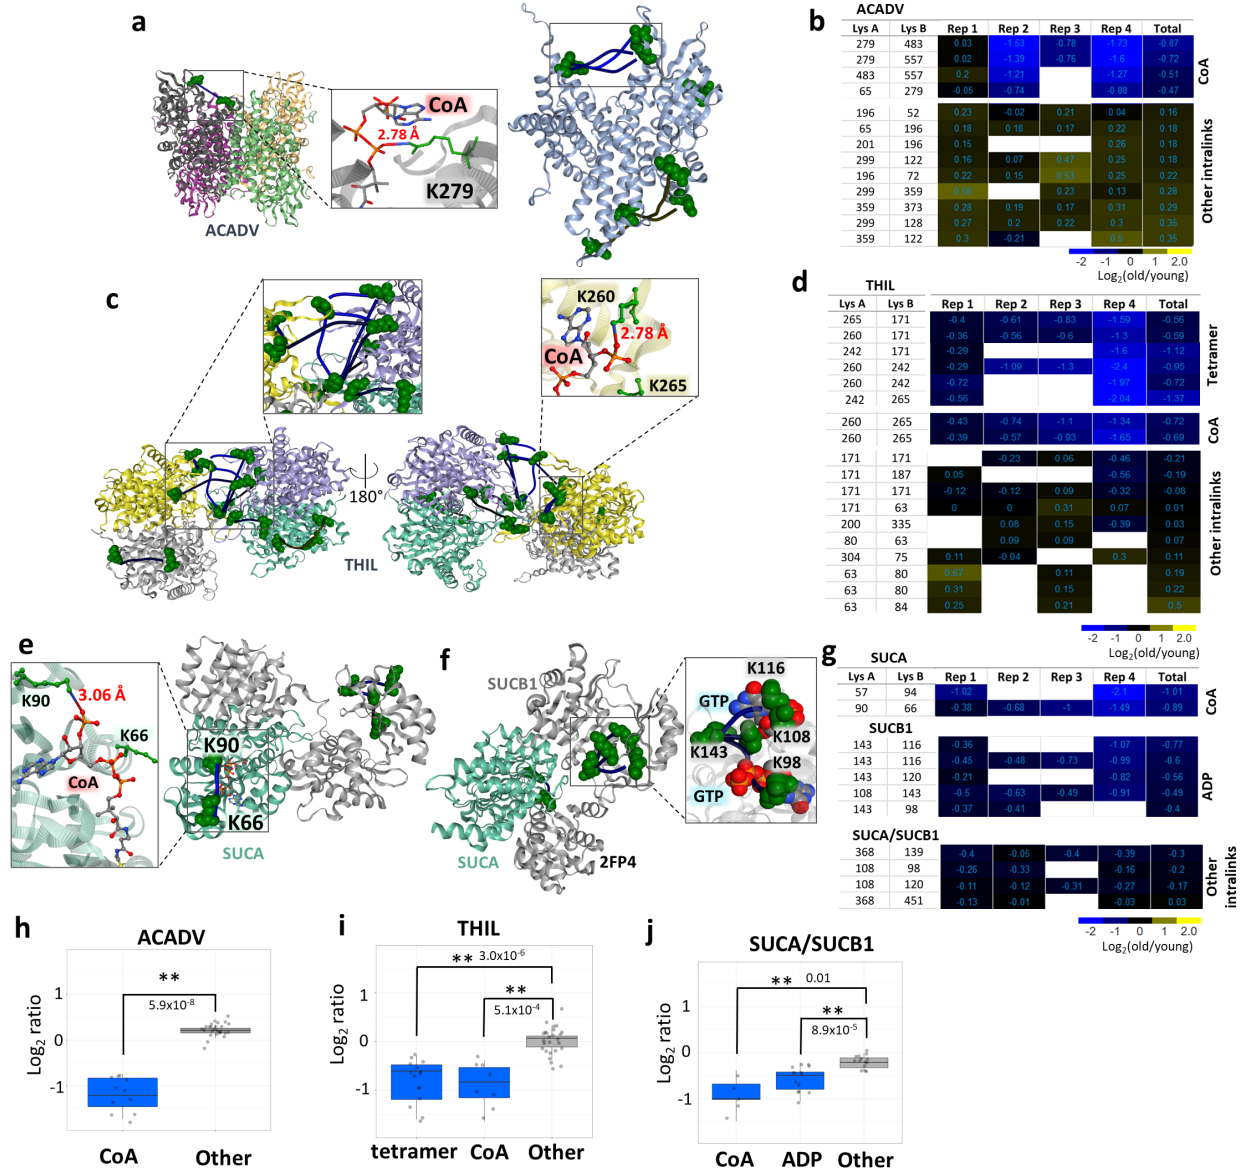 a
CoA
2.78 Å
K279
ACADV
b
ACADV
Lys A Lys B Rep 1 Rep 2 Rep 3 Rep 4 Total
279 483 0.03 -1.53 -0.78 -1.73 -0.87
279 557 0.02 -1.39 -0.76 -1.6 -0.72
483 557 0.2 -1.21 -1.27 -0.51
65 279 -0.05 -0.74 -0.88 -0.47
CoA
196 52 0.23 -0.02 0.21 0.04 0.16
65 196 0.18 0.18 0.17 0.22 0.18
201 196 0.15 0.26 0.18
299 122 0.16 0.07 0.47 0.25 0.18
196 72 0.22 0.15 0.53 0.25 0.22
299 359 0.58 0.23 0.13 0.28
359 373 0.28 0.19 0.17 0.31 0.29
299 128 0.27 0.2 0.22 0.3 0.35
359 122 0.3 -0.21 0.5 0.35
Other intralinks
-2 -1 0 1 2.0
Log2(old/young)
c
K260
2.78 Å
CoA
K265
180°
THIL
d
THIL
Lys A Lys B Rep 1 Rep 2 Rep 3 Rep 4 Total
265 171 -0.4 -0.61 -0.83 -1.59 -0.56
260 171 -0.36 -0.56 -0.6 -1.3 -0.59
242 171 -0.29 -1.6 -1.12
260 242 -0.29 -1.09 -1.3 -2.4 -0.95
260 242 -0.72 -1.97 -0.72
242 265 -0.56 -2.04 -1.37
Tetramer
260 265 -0.43 -0.74 -1.1 -1.34 -0.72
260 265 -0.39 -0.57 -0.93 -1.65 -0.69
CoA
171 171 -0.23 0.06 -0.46 -0.21
171 187 0.05 -0.56 -0.19
171 171 -0.12 -0.12 0.09 -0.32 -0.08
171 63 0 0 0.31 0.07 0.01
200 335 0.08 0.15 -0.39 0.03
80 63 0.09 0.09 0.07
304 75 0.11 -0.04 0.3 0.11
63 80 0.67 0.11 0.19
63 80 0.31 0.15 0.22
63 84 0.25 0.21 0.5
Other intralinks
-2 -1 0 1 2.0
Log2(old/young)
e
K90
3.06 Å
K66
CoA
K90
K66
SUCA
f
SUCB1
SUCA
2FP4
K116
GTP
K108
K143
K98
GTP
g
SUCA
Lys A Lys B Rep 1 Rep 2 Rep 3 Rep 4 Total
57 94 -1.02 -2.1 -1.01
90 66 -0.38 -0.68 -1 -1.49 -0.89
CoA
SUCB1
143 116 -0.36 -1.07 -0.77
143 116 -0.45 -0.48 -0.73 -0.99 -0.6
143 120 -0.21 -0.82 -0.56
108 143 -0.5 -0.63 -0.49 -0.91 -0.49
143 98 -0.37 -0.41 -0.4
ADP
SUCA/SUCB1
368 139 -0.4 -0.05 -0.4 -0.39 -0.3
108 98 -0.26 -0.33 -0.16 -0.2
108 120 -0.11 -0.12 -0.31 -0.27 -0.17
368 451 -0.13 -0.01 -0.03 0.03
Other intralinks
-2 -1 0 1 2.0
Log2(old/young)
h
ACADV
**
5.9x10-8
Log2 ratio
1
0
-1
CoA Other
i
THIL
** 3.0x10-6
**
5.1x10-4
Log2 ratio
1
0
-1
tetramer CoA Other
j
SUCA/SUCB1
** 0.01
**
8.9x10-5
Log2 ratio
1
0
-1
CoA ADP Other